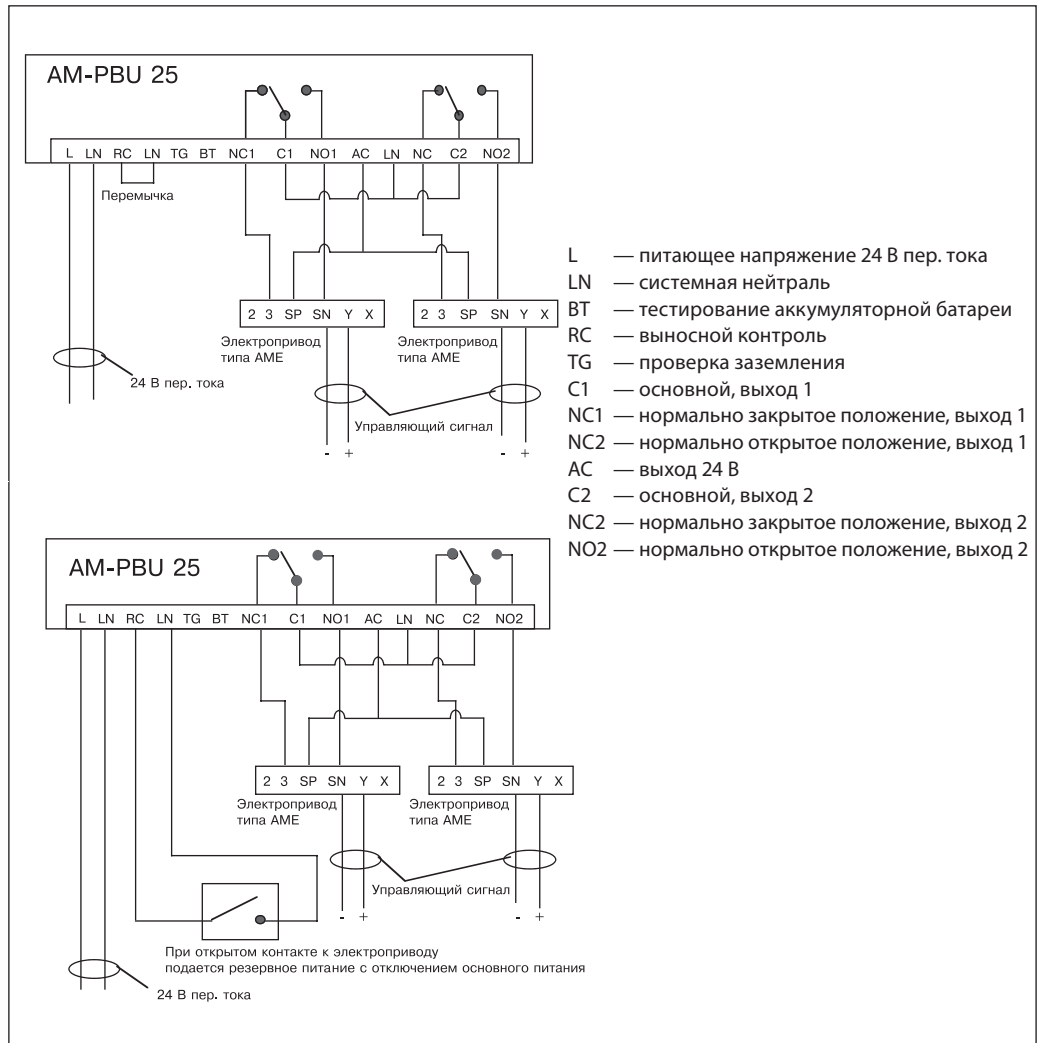 AM-PBU 25
L LN RC LN TG BT NC1 C1 NO1 AC LN NC C2 NO2
Перемычка
2 3 SP SN Y X
2 3 SP SN Y X
Электропривод
типа AME
Электропривод
типа AME
24 В пер. тока
Управляющий сигнал
- +
- +
L — питающее напряжение 24 В пер. тока
LN — системная нейтраль
BT — тестирование аккумуляторной батареи
RC — выносной контроль
TG — проверка заземления
C1 — основной, выход 1
NC1 — нормально закрытое положение, выход 1
NC2 — нормально открытое положение, выход 1
AC — выход 24 В
C2 — основной, выход 2
NC2 — нормально закрытое положение, выход 2
NO2 — нормально открытое положение, выход 2
AM-PBU 25
L LN RC LN TG BT NC1 C1 NO1 AC LN NC C2 NO2
2 3 SP SN Y X
2 3 SP SN Y X
Электропривод
типа AME
Электропривод
типа AME
Управляющий сигнал
- +
- +
При открытом контакте к электроприводу
подается резервное питание с отключением основного питания
24 В пер. тока